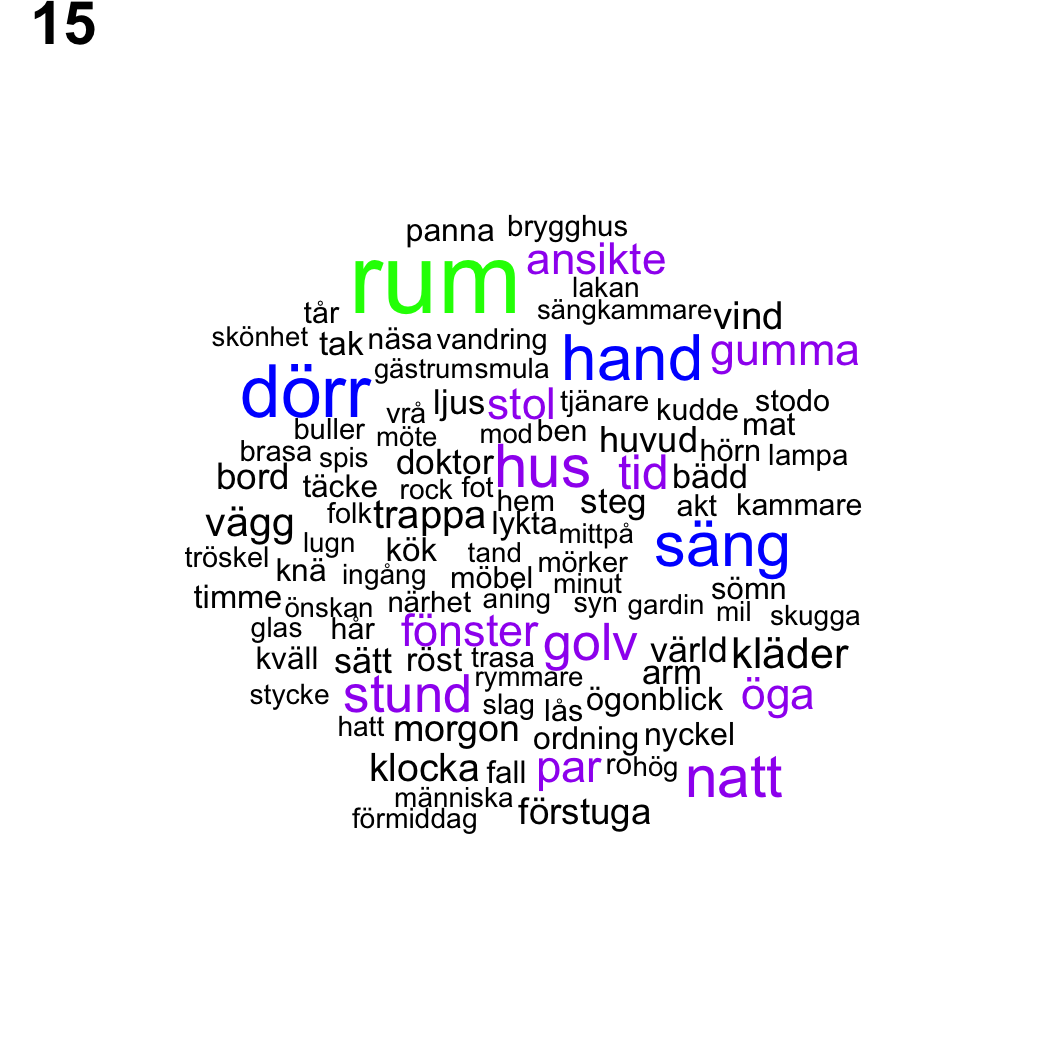 15
panna brygghus
rum ansikte
lakan
tår sängkammare vind
skönhet tak näsa vandring hand gumma
dörr gästrum smula
vrå ljus stol tjänare kudde stodo
buller möte mod ben huvud mat
brasa spis doktor hus tid hörn lampa
bord täcke rock fot bädd
hem steg akt kammare
vägg folk trappa lykta mittpå säng
tröskel lugn kök tand mörker
knä ingång möbel minut sömn
timme önskan närhet aning syn gardin mil skugga
glas hår fönster golv
kväll sätt röst trasa värld kläder
rymmare arm
stycke stund slag lås ögonblick öga
hatt morgon ordning nyckel
klocka fall par ro hög natt
människa
förmiddag förstuga